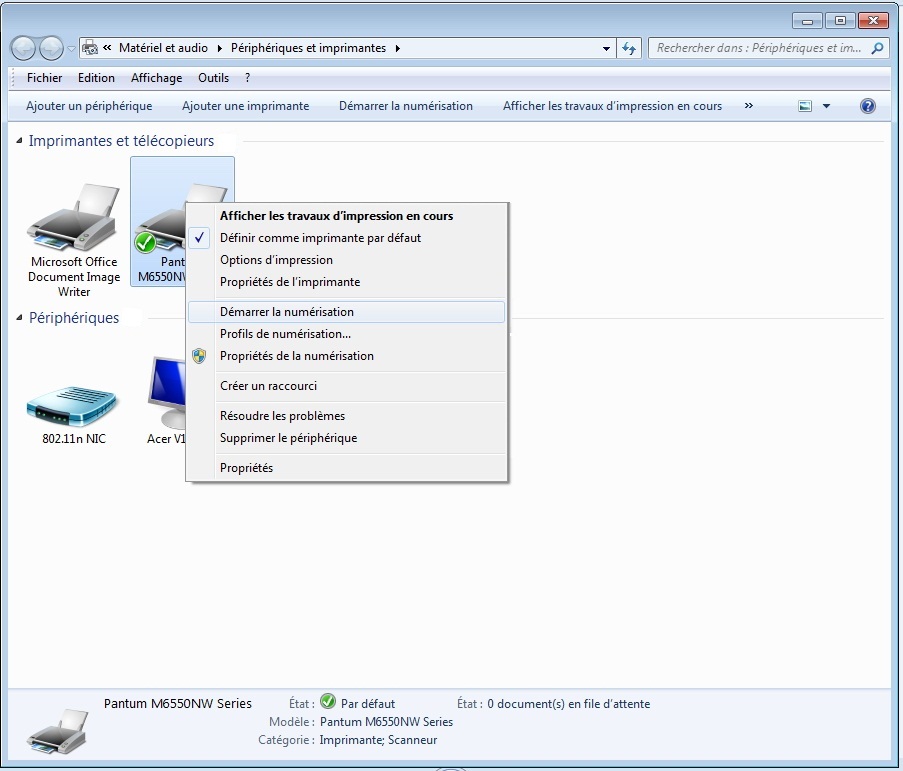 « Matériel et audio ▸ Périphériques et imprimantes ▸
Rechercher dans : Périphériques et im...
Fichier Edition Affichage Outils ?
Ajouter un périphérique Ajouter une imprimante Démarrer la numérisation Afficher les travaux d'impression en cours »
Imprimantes et télécopieurs
Microsoft Office
Document Image
Writer
Pant
M6550NW
Afficher les travaux d'impression en cours
Définir comme imprimante par défaut
Options d'impression
Propriétés de l'imprimante
Démarrer la numérisation
Profils de numérisation...
Propriétés de la numérisation
Créer un raccourci
Résoudre les problèmes
Supprimer le périphérique
Propriétés
Périphériques
802.11n NIC
Acer V1
Pantum M6550NW Series
État : Par défaut
État : 0 document(s) en file d'attente
Modèle : Pantum M6550NW Series
Catégorie : Imprimante; Scanneur